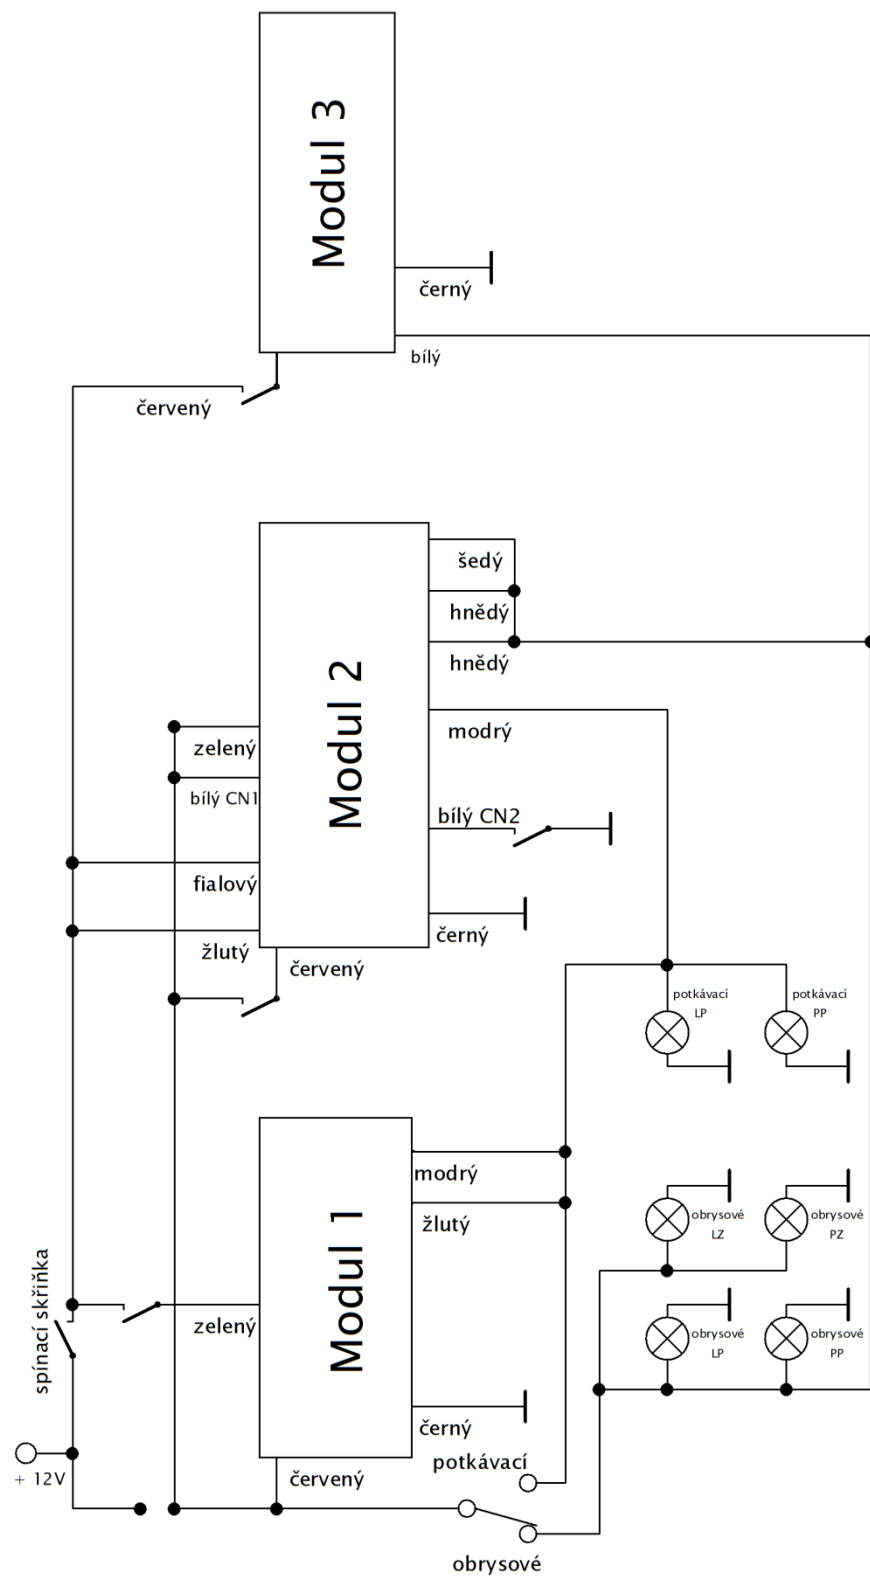 Modul 3
černý
bílý
červený
Modul 2
šedý
hnědý
hnědý
modrý
zelený
bílý CN1
bílý CN2
fialový
černý
žlutý
červený
potkávací
LP
potkávací
PP
Modul 1
modrý
žlutý
obrysové
LZ
obrysové
PZ
spínací skříňka
zelený
obrysové
LP
obrysové
PP
černý
potkávací
+ 12V
červený
obrysové